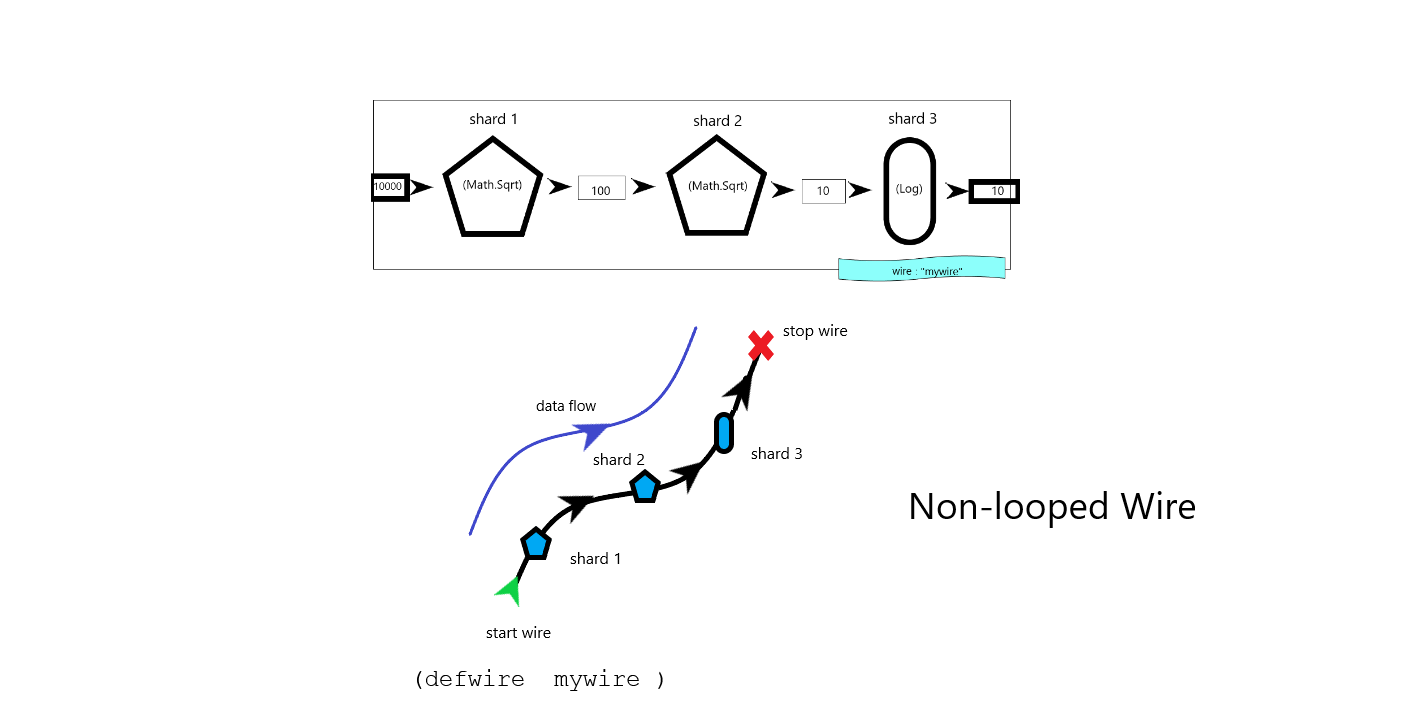 shard 1
shard 2
shard 3
10000
(Math.Sqrt)
100
(Math.Sqrt)
10
(Log)
10
wire : "mywire"
stop wire
data flow
shard 2
shard 3
Non-looped Wire
shard 1
start wire
(defwire  mywire )